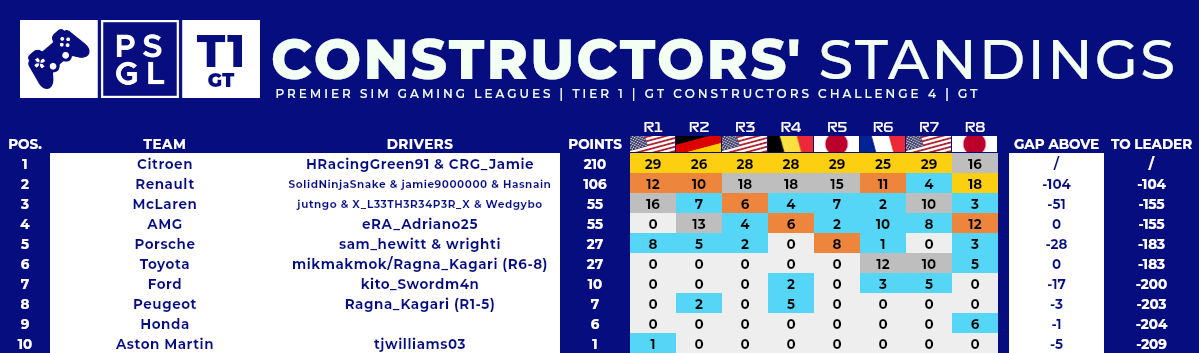 PS
GL
T1
GT
CONSTRUCTORS' STANDINGS
PREMIER SIM GAMING LEAGUES | TIER 1 | GT CONSTRUCTORS CHALLENGE 4 | GT
R1 R2 R3 R4 R5 R6 R7 R8
POS. TEAM DRIVERS POINTS GAP ABOVE TO LEADER
1 Citroen HRacingGreen91 & CRG_Jamie 210 29 26 28 28 29 25 29 16 / /
2 Renault SolidNinjaSnake & jamie9000000 & Hasnain 106 12 10 18 18 15 11 4 18 -104 -104
3 McLaren jutngo & X_L33TH3R34P3R_X & Wedgybo 55 16 7 6 4 7 2 10 3 -51 -155
4 AMG eRA_Adriano25 55 0 13 4 6 2 10 8 12 0 -155
5 Porsche sam_hewitt & wrighti 27 8 5 2 0 8 1 0 3 -28 -183
6 Toyota mikmakmok/Ragna_Kagari (R6-8) 27 0 0 0 0 0 12 10 5 0 -183
7 Ford kito_Swordm4n 10 0 0 0 2 0 3 5 0 -17 -200
8 Peugeot Ragna_Kagari (R1-5) 7 0 2 0 5 0 0 0 0 -3 -203
9 Honda 6 0 0 0 0 0 0 0 6 -1 -204
10 Aston Martin tjwilliams03 1 1 0 0 0 0 0 0 0 -5 -209